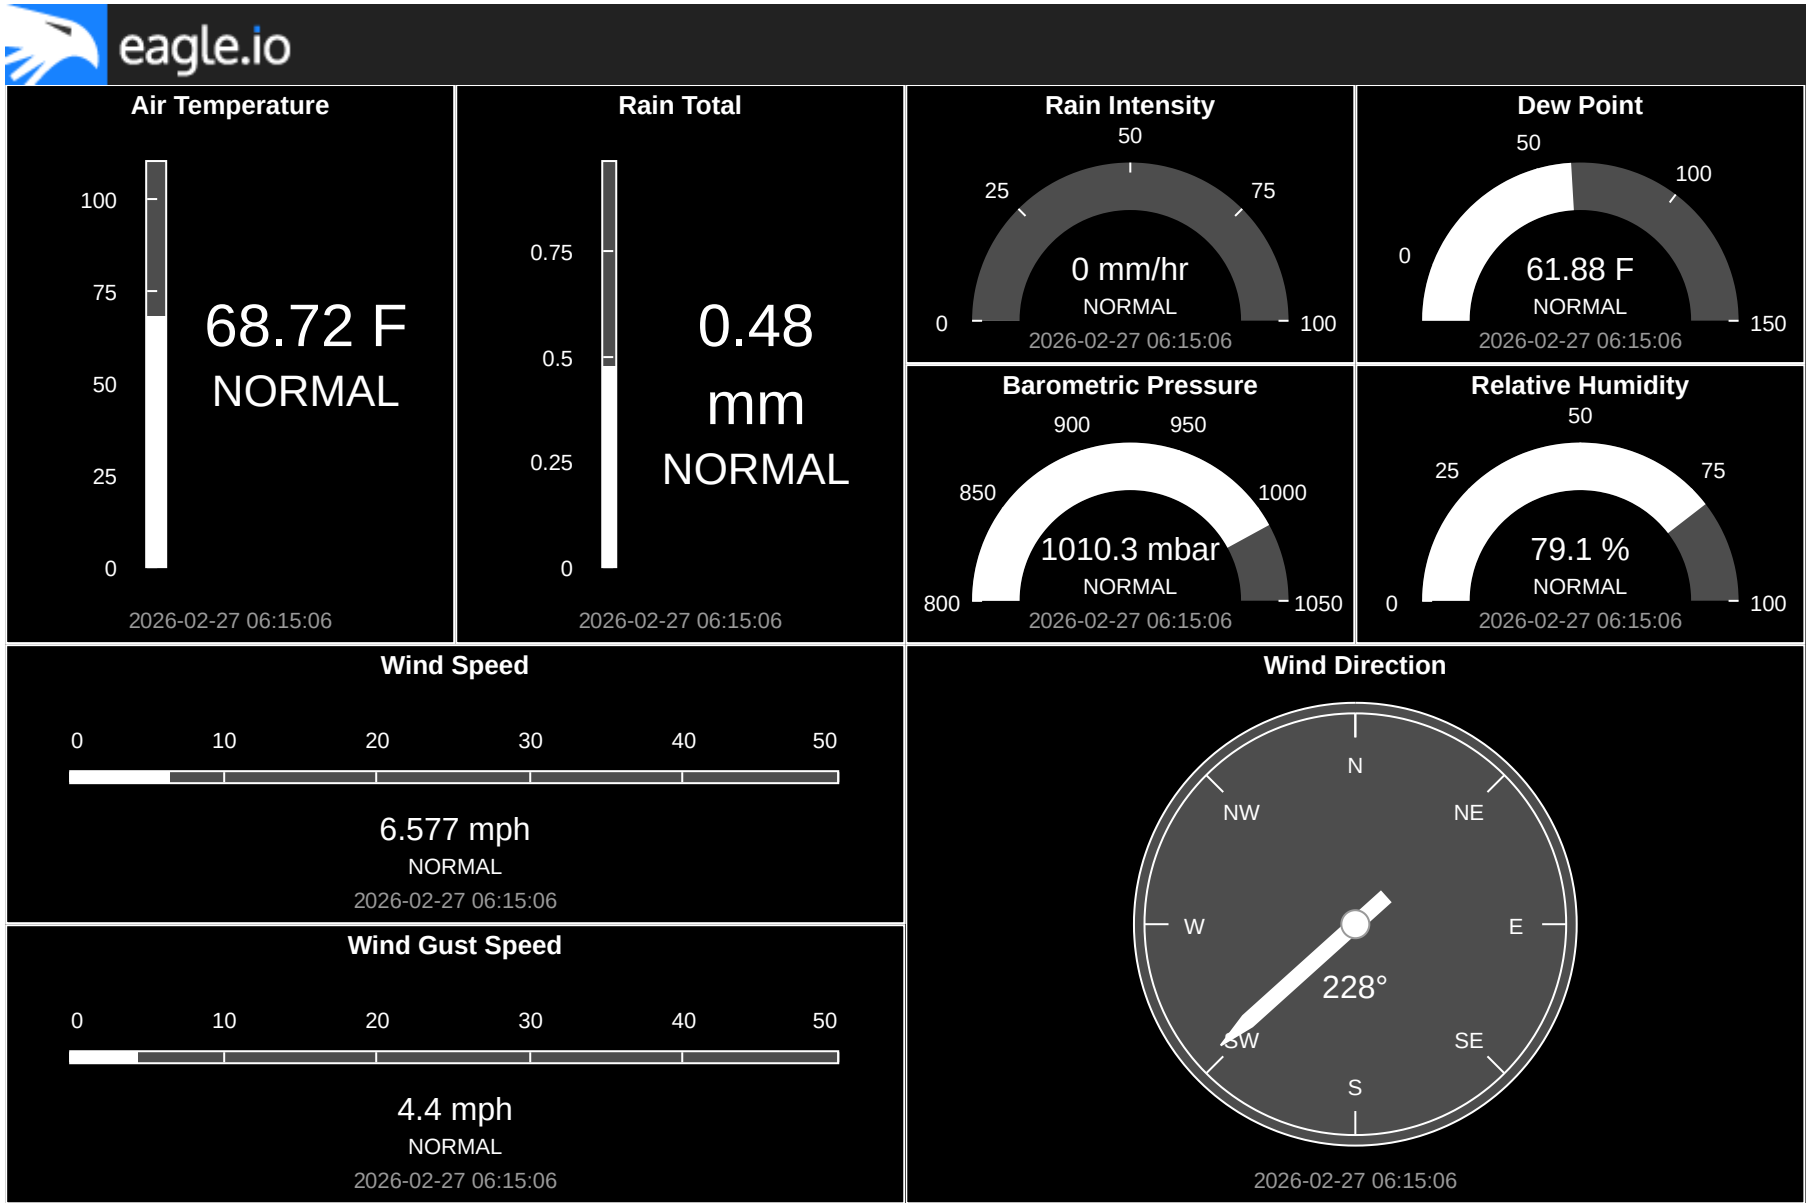 eagle.io
Air Temperature
100
75
50
25
0
68.72 F
NORMAL
2026-02-27 06:15:06
Rain Total
0.75
0.5
0.25
0
0.48
mm
NORMAL
2026-02-27 06:15:06
Rain Intensity
0
25
50
75
100
0 mm/hr
NORMAL
2026-02-27 06:15:06
Dew Point
0
50
100
150
61.88 F
NORMAL
2026-02-27 06:15:06
Barometric Pressure
800
850
900
950
1000
1050
1010.3 mbar
NORMAL
2026-02-27 06:15:06
Relative Humidity
0
25
50
75
100
79.1 %
NORMAL
2026-02-27 06:15:06
Wind Speed
0 10 20 30 40 50
6.577 mph
NORMAL
2026-02-27 06:15:06
Wind Gust Speed
0 10 20 30 40 50
4.4 mph
NORMAL
2026-02-27 06:15:06
Wind Direction
N
NW NE
W E
228°
SW SE
S
2026-02-27 06:15:06